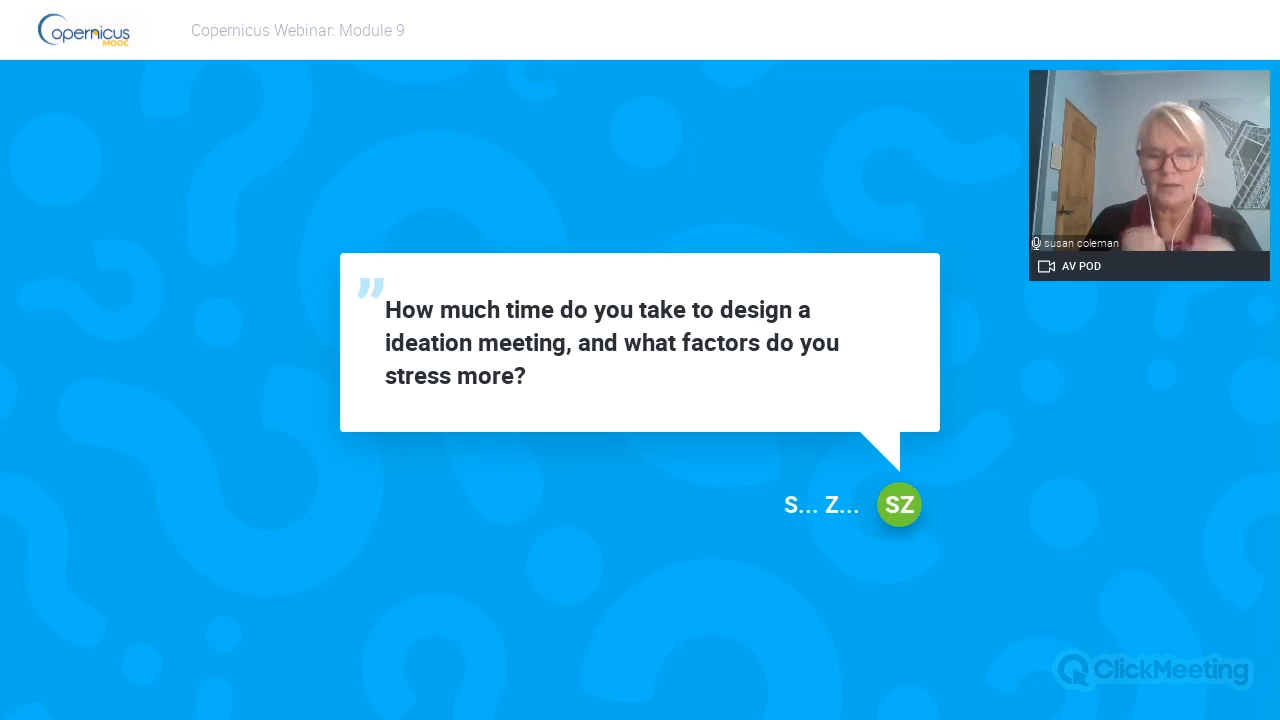 Copernicus
MOOC
Copernicus Webinar: Module 9
susan coleman
AV POD
"
How much time do you take to design a
ideation meeting, and what factors do you
stress more?
S... Z...
SZ
ClickMeeting